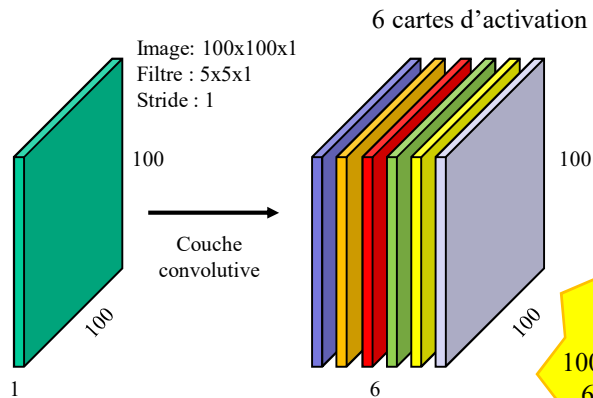 6 cartes d’activation
Image: 100x100x1
Filtre : 5x5x1
Stride : 1
100
100
Couche
convolutive
100
100
1
6